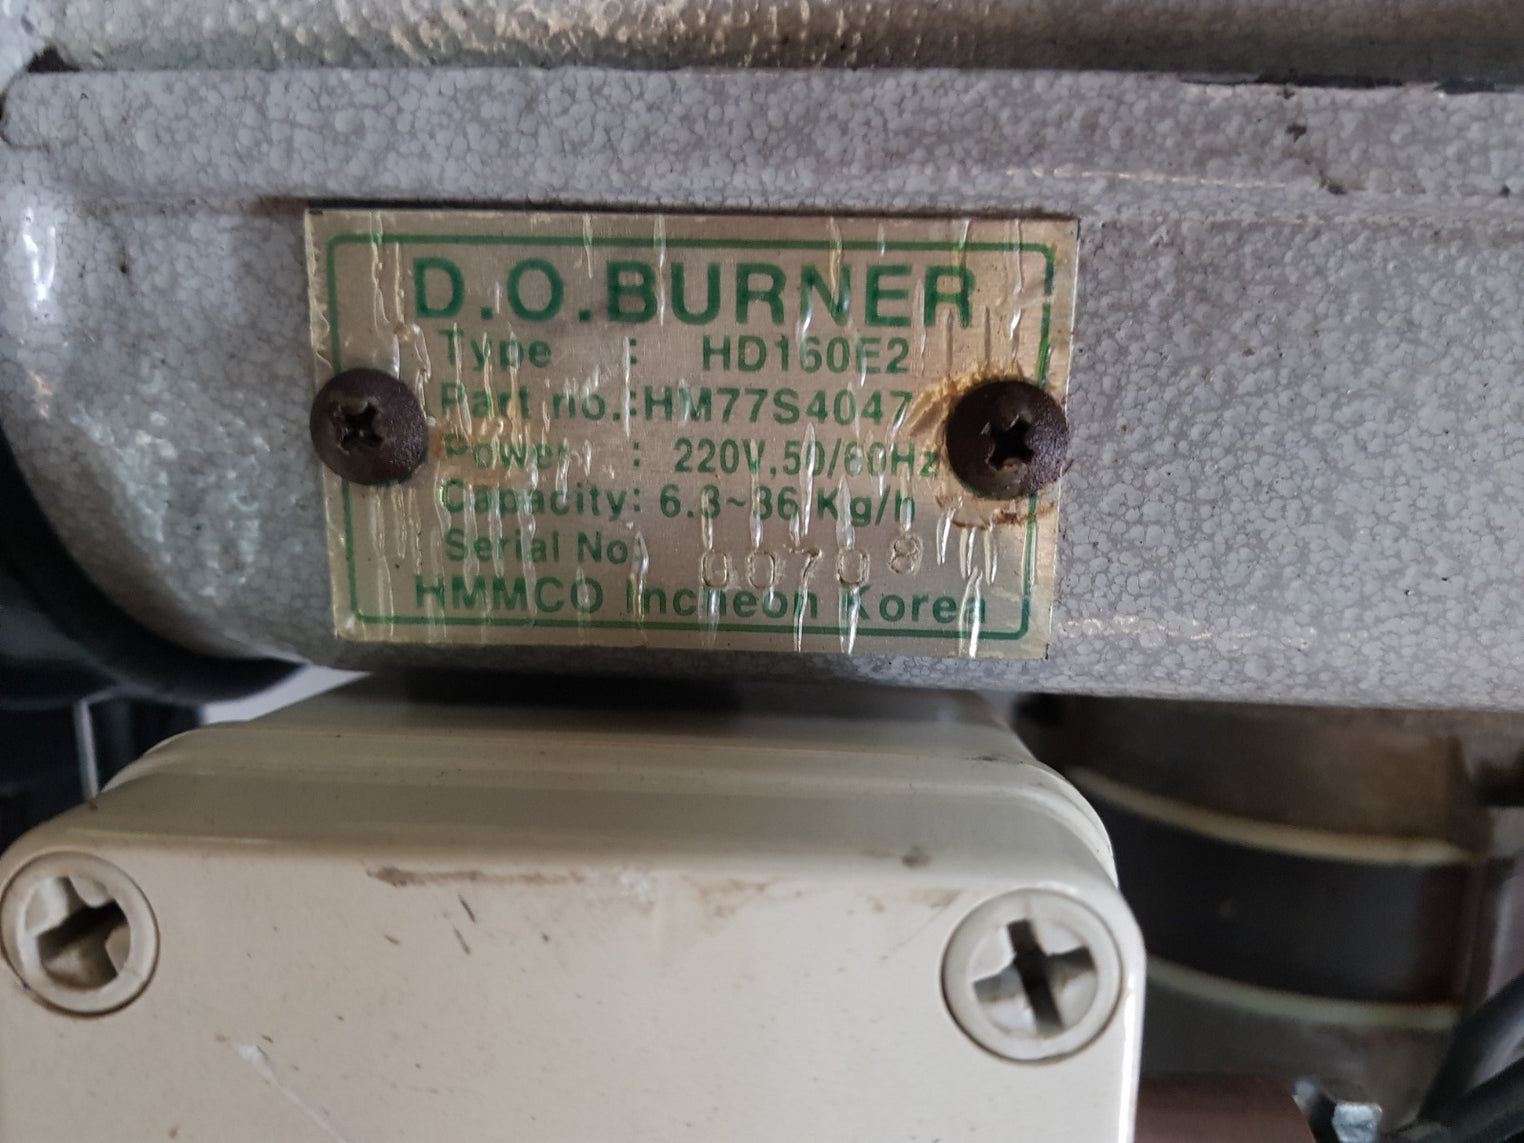 D.O.BURNER
Type : HD160E2
Part no.:HM77S4047
Power : 220V,50/60Hz
Capacity: 6.3~36 Kg/h
Serial No: 00708
HMMCO Incheon Korea